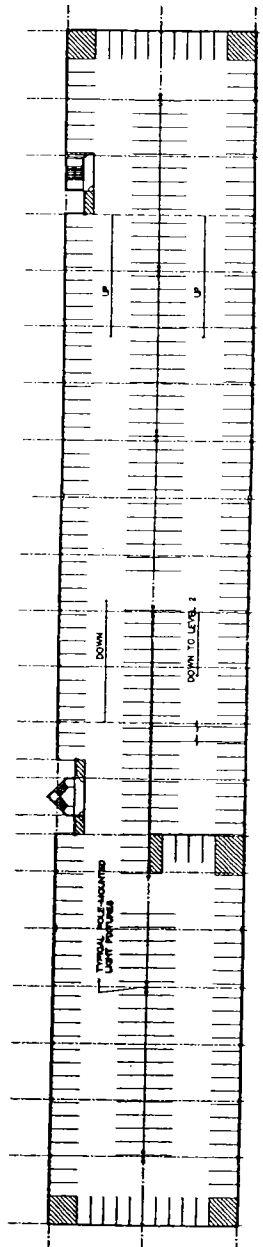 UP
UP
DOWN
DOWN TO LEVEL 2
TYPICAL POLE-MOUNTED
LIGHT FIXTURES